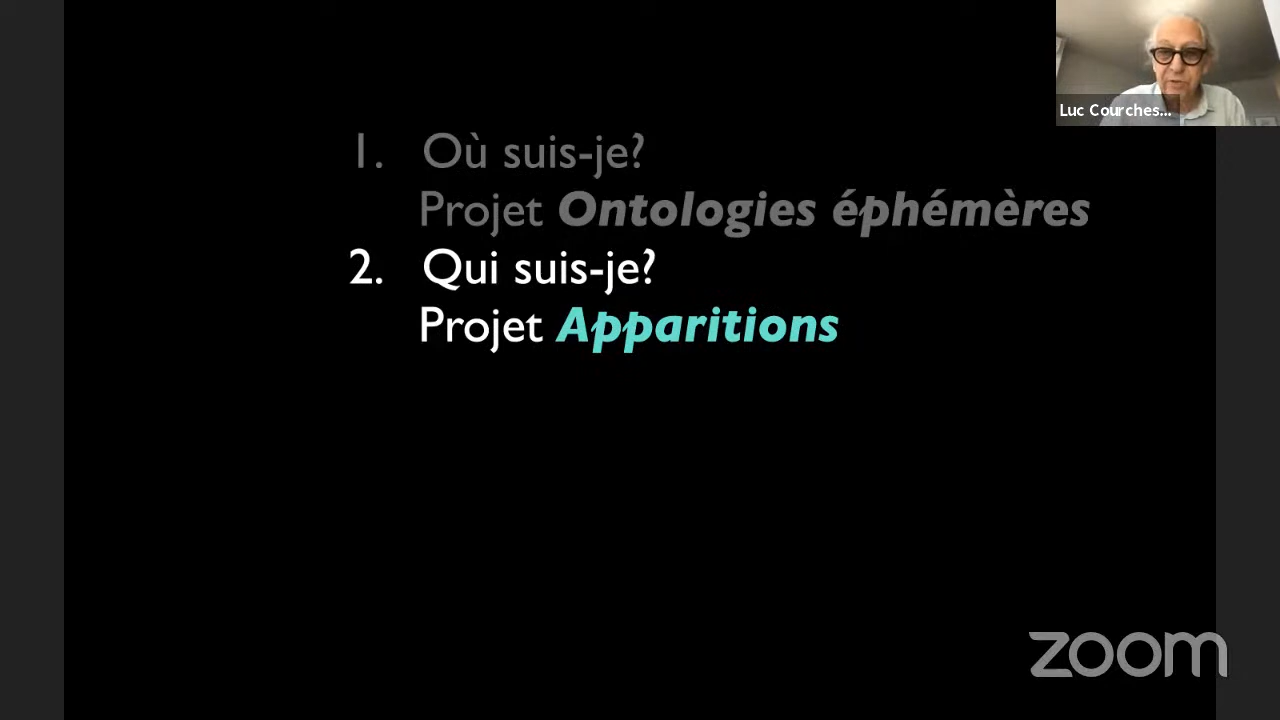 Luc Courches...
1. Où suis-je?
Projet Ontologies éphémères
2. Qui suis-je?
Projet Apparitions
zoom